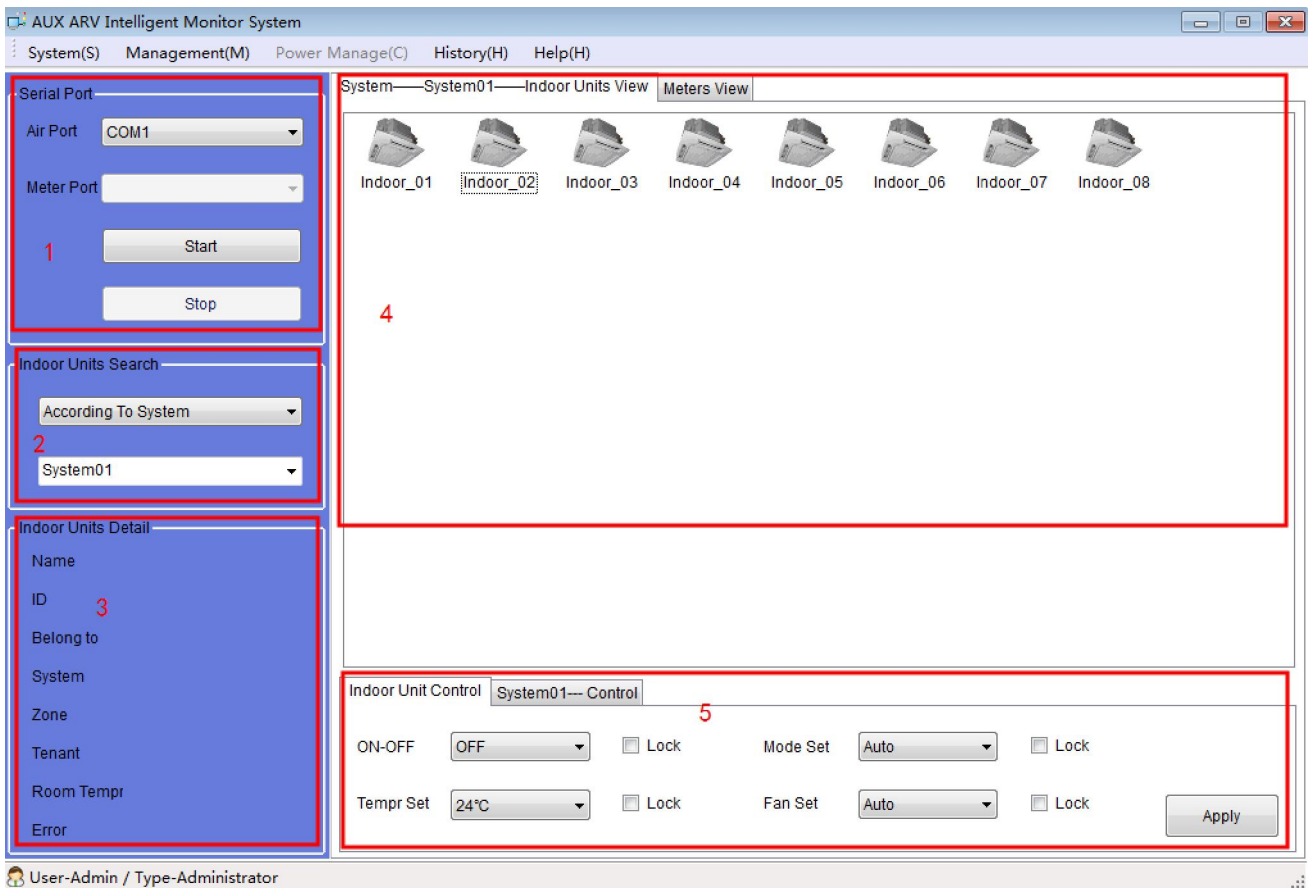 AUX ARV Intelligent Monitor System
System(S) Management(M) Power Manage(C) History(H) Help(H)
Serial Port
Air Port COM1
Meter Port
1
Start
Stop
Indoor Units Search
According To System
2
System01
Indoor Units Detail
Name
ID
3
Belong to
System
Zone
Tenant
Room Tempr
Error
System——System01——Indoor Units View Meters View
Indoor_01 Indoor_02 Indoor_03 Indoor_04 Indoor_05 Indoor_06 Indoor_07 Indoor_08
4
Indoor Unit Control System01--- Control
5
ON-OFF OFF Lock Mode Set Auto Lock
Tempr Set 24℃ Lock Fan Set Auto Lock
Apply
User-Admin / Type-Administrator